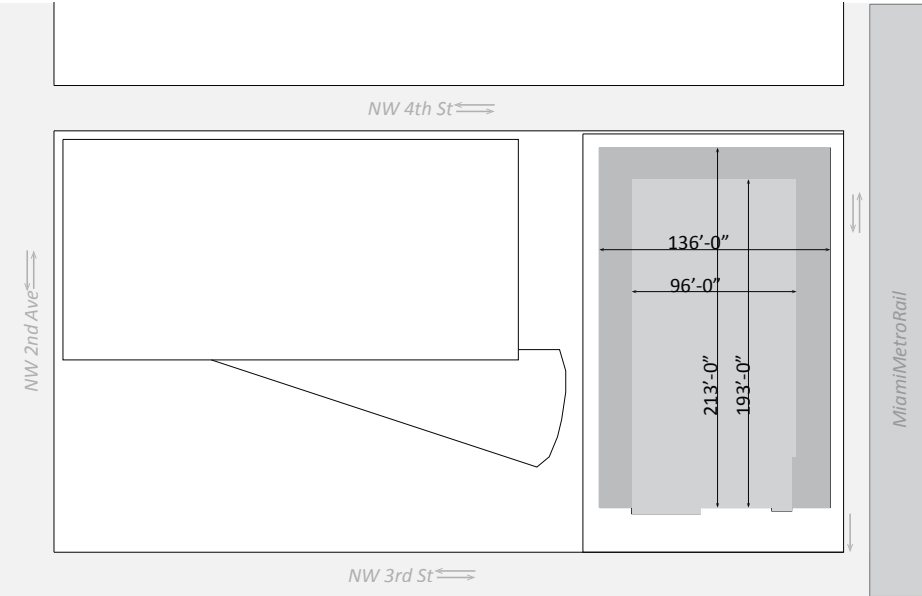 NW 4th St
136’-0”
96’-0”
213’-0”
193’-0”
NW 2nd Ave
MiamiMetroRail
NW 3rd St